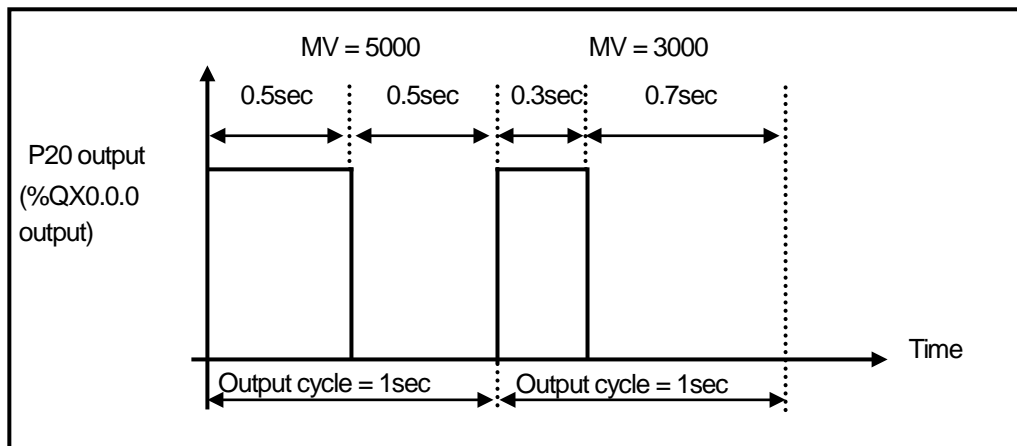 MV = 5000
MV = 3000
0.5sec
0.5sec
0.3sec
0.7sec
P20 output
(%QX0.0.0
output)
Time
Output cycle = 1sec
Output cycle = 1sec